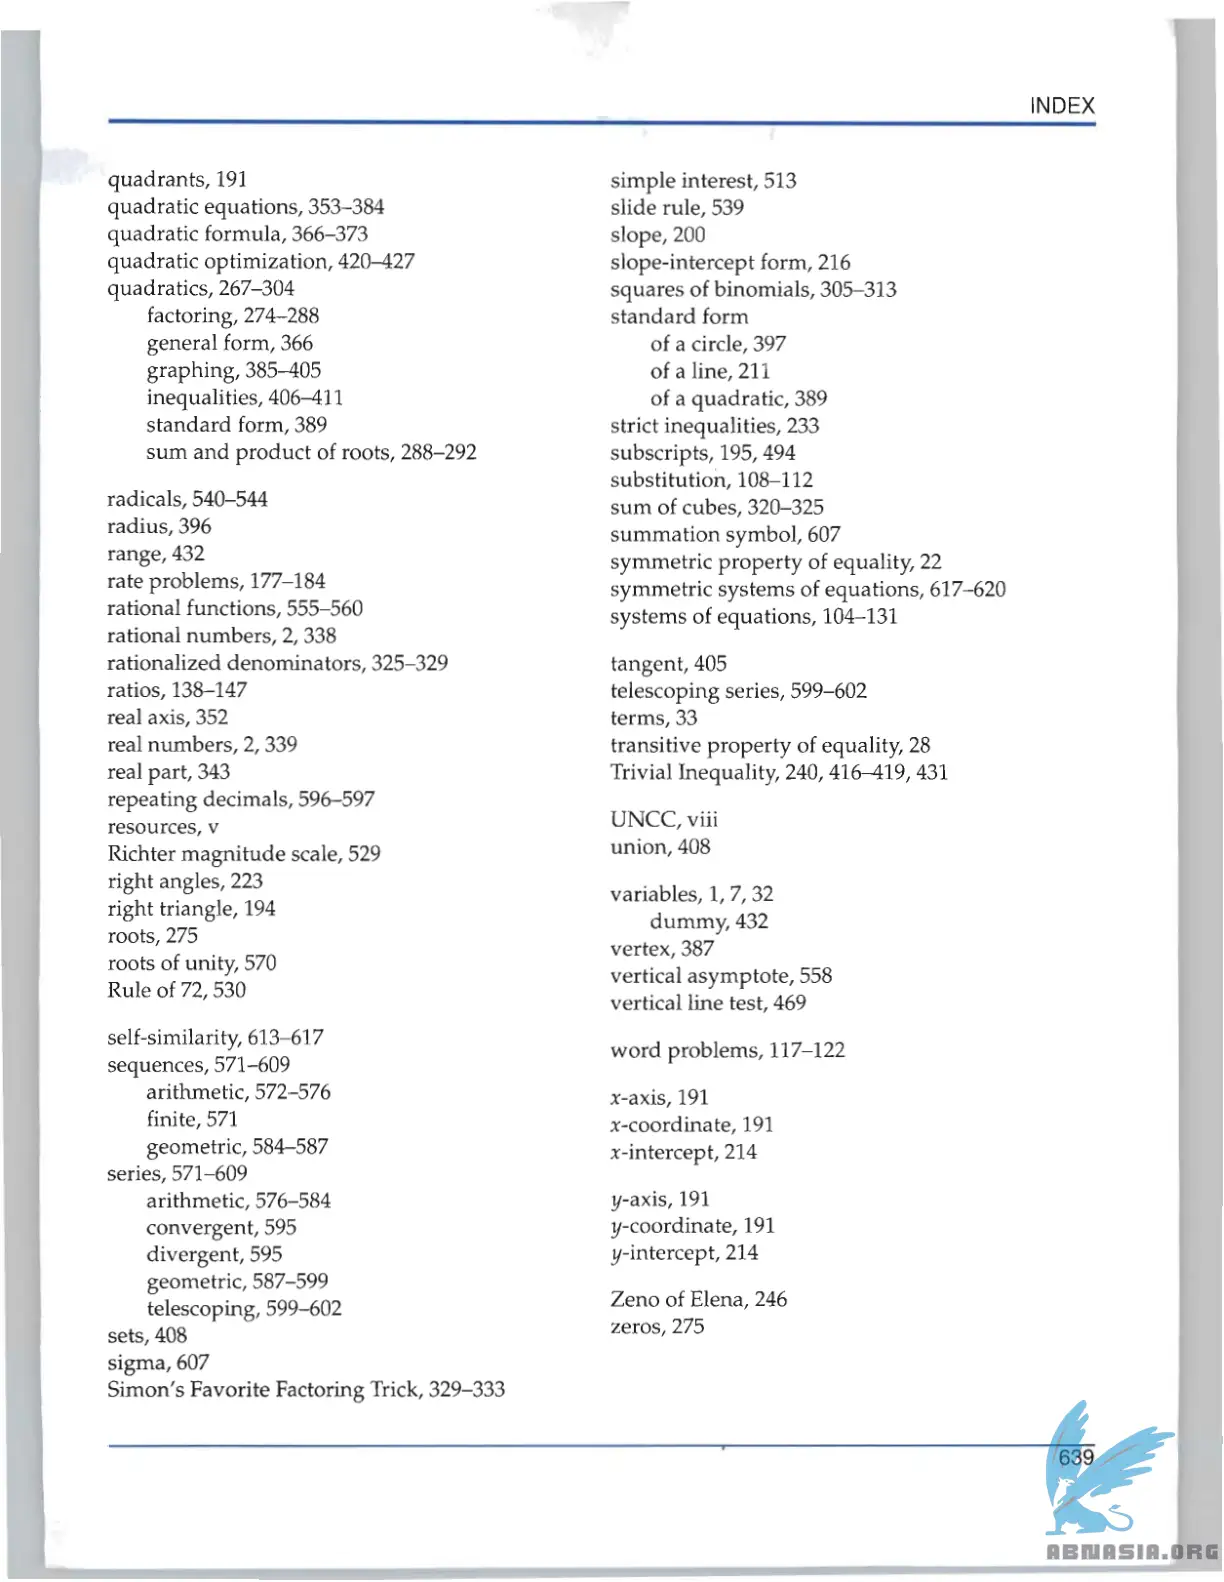 INDEX
quadrants, 191
quadratic equations, 353–384
quadratic formula, 366–373
quadratic optimization, 420–427
quadratics, 267–304
factoring, 274–288
general form, 366
graphing, 385–405
inequalities, 406–411
standard form, 389
sum and product of roots, 288–292
radicals, 540–544
radius, 396
range, 432
rate problems, 177–184
rational functions, 555–560
rational numbers, 2, 338
rationalized denominators, 325–329
ratios, 138–147
real axis, 352
real numbers, 2, 339
real part, 343
repeating decimals, 596–597
resources, v
Richter magnitude scale, 529
right angles, 223
right triangle, 194
roots, 275
roots of unity, 570
Rule of 72, 530
self-similarity, 613–617
sequences, 571–609
arithmetic, 572–576
finite, 571
geometric, 584–587
series, 571–609
arithmetic, 576–584
convergent, 595
divergent, 595
geometric, 587–599
telescoping, 599–602
sets, 408
sigma, 607
Simon's Favorite Factoring Trick, 329–333
simple interest, 513
slide rule, 539
slope, 200
slope-intercept form, 216
squares of binomials, 305–313
standard form
of a circle, 397
of a line, 211
of a quadratic, 389
strict inequalities, 233
subscripts, 195, 494
substitution, 108–112
sum of cubes, 320–325
summation symbol, 607
symmetric property of equality, 22
symmetric systems of equations, 617–620
systems of equations, 104–131
tangent, 405
telescoping series, 599–602
terms, 33
transitive property of equality, 28
Trivial Inequality, 240, 416–419, 431
UNCC, viii
union, 408
variables, 1, 7, 32
dummy, 432
vertex, 387
vertical asymptote, 558
vertical line test, 469
word problems, 117–122
x-axis, 191
x-coordinate, 191
x-intercept, 214
y-axis, 191
y-coordinate, 191
y-intercept, 214
Zeno of Elena, 246
zeros, 275
639
ABNASIA.ORG